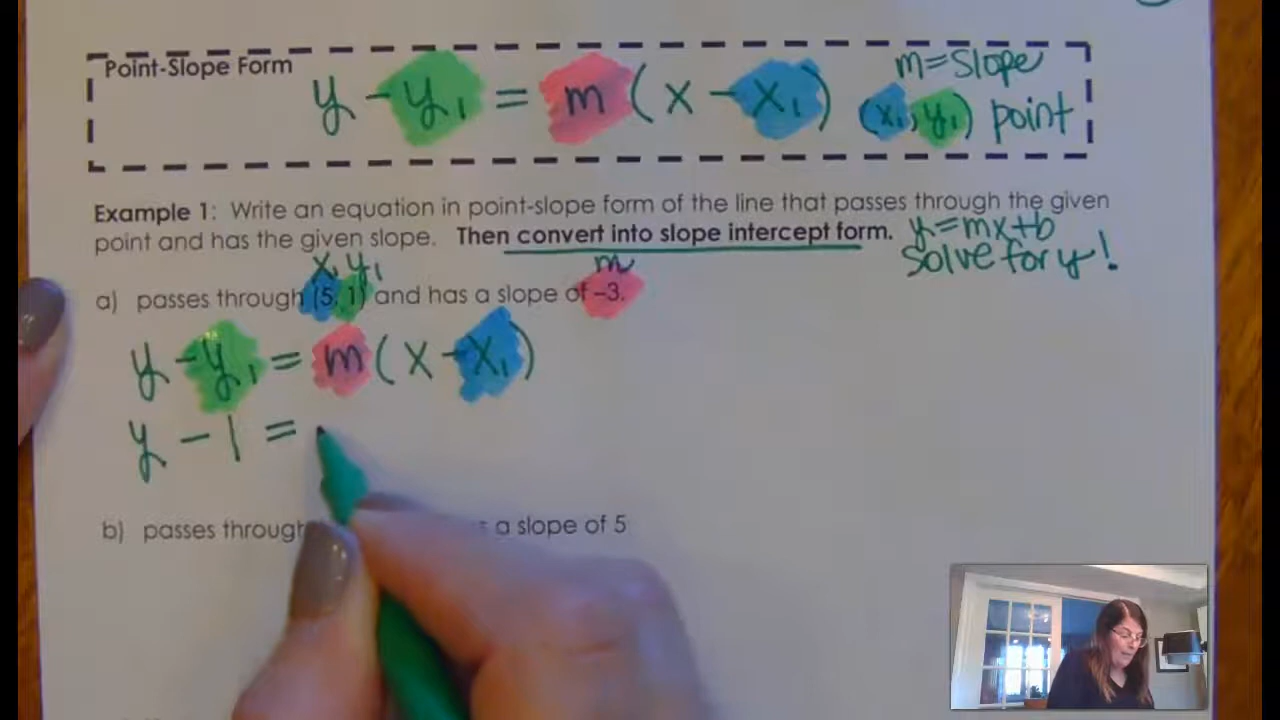 Point-Slope Form
y - y₁ = m (x - x₁)
m = slope
(x₁, y₁) point
Example 1: Write an equation in point-slope form of the line that passes through the given
point and has the given slope. Then convert into slope intercept form.
y = mx + b
solve for y!
x₁ y₁
m
a) passes through (5, 1) and has a slope of –3.
y - y₁ = m (x - x₁)
y - 1 =
b) passes through a slope of 5